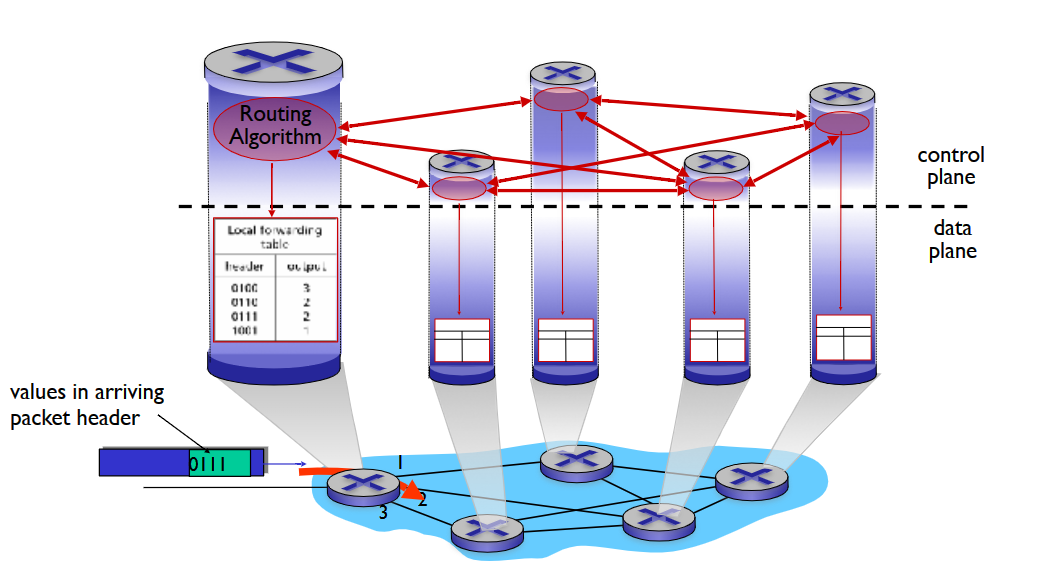 Routing
Algorithm
control
plane
data
plane
Local forwarding
table
header output
0100 3
0110 2
0111 2
1001 1
values in arriving
packet header
0111
1
2
3